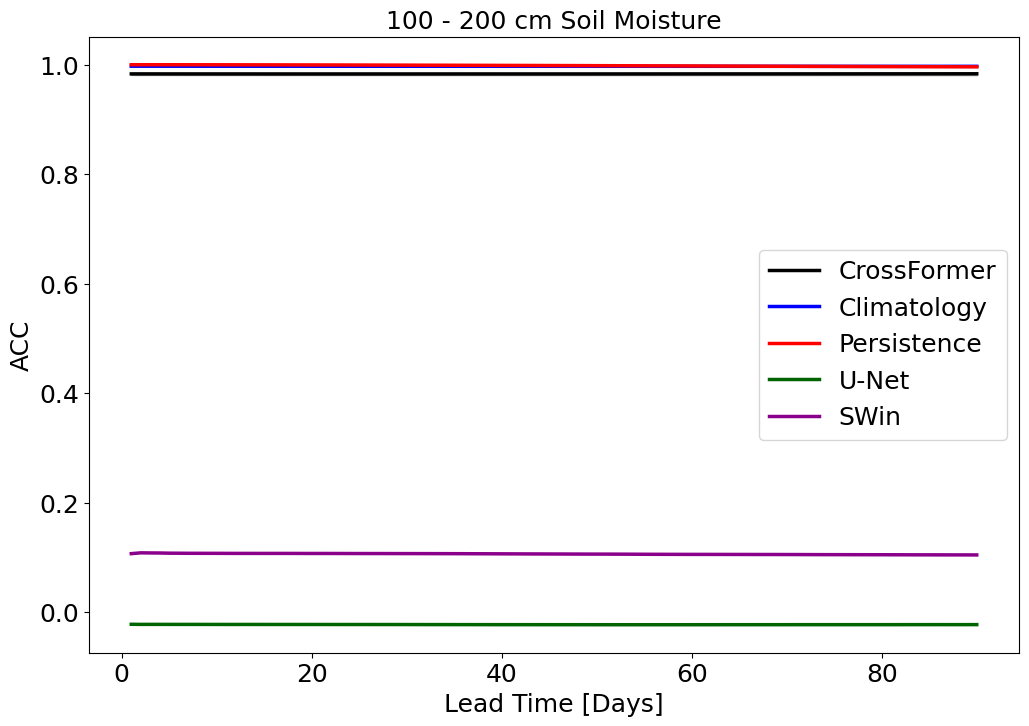 100 - 200 cm Soil Moisture
ACC
1.0
0.8
0.6
0.4
0.2
0.0
CrossFormer
Climatology
Persistence
U-Net
SWin
0 20 40 60 80
Lead Time [Days]